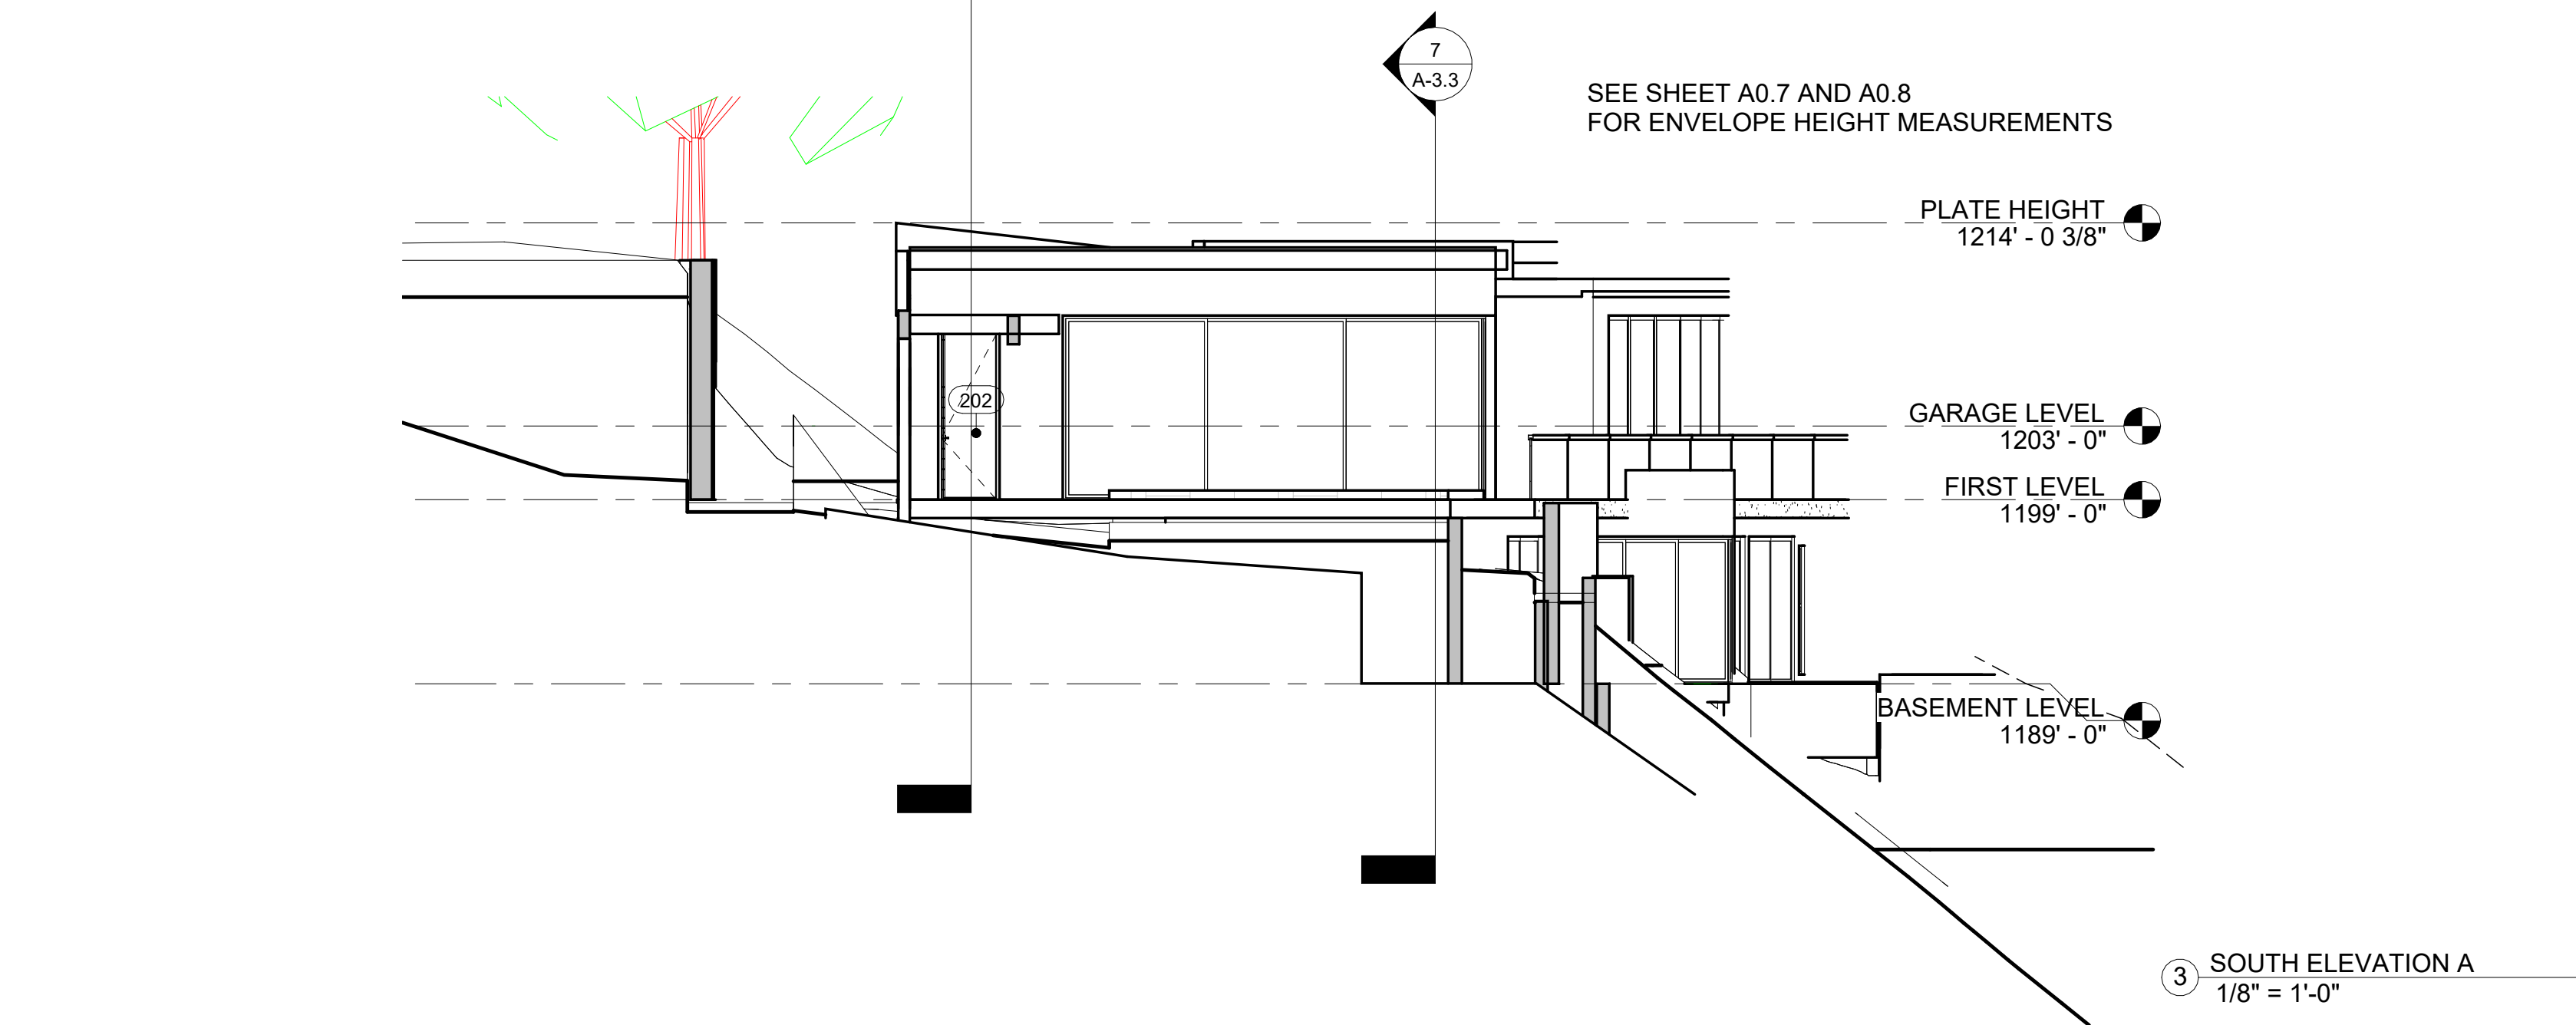 7
A-3.3
SEE SHEET A0.7 AND A0.8
FOR ENVELOPE HEIGHT MEASUREMENTS
PLATE HEIGHT
1214' - 0 3/8"
202
GARAGE LEVEL
1203' - 0"
FIRST LEVEL
1199' - 0"
BASEMENT LEVEL
1189' - 0"
3
SOUTH ELEVATION A
1/8" = 1'-0"